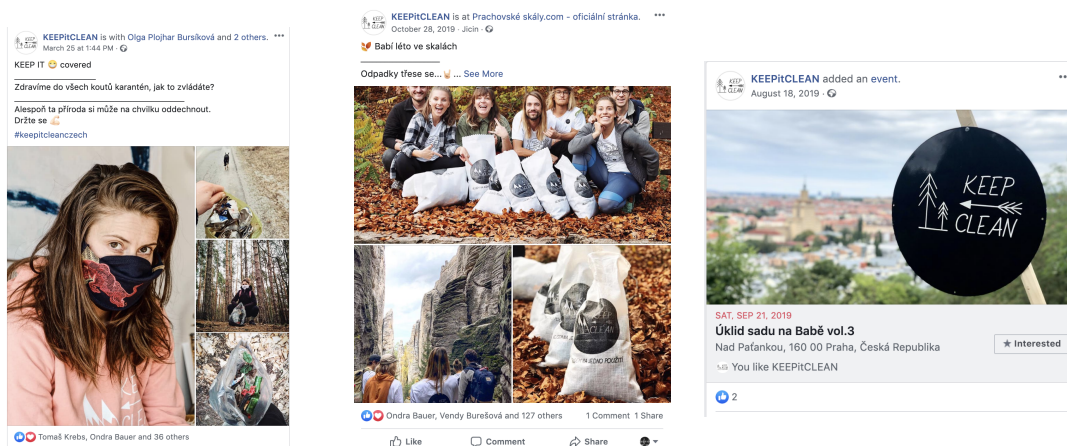 KEEPitCLEAN is with Olga Plojhar Bursíková and 2 others.
March 25 at 1:44 PM
KEEP IT 😷 covered
Zdravíme do všech koutů karantén, jak to zvládáte?
Alespoň ta příroda si může na chvilku oddechnout.
Držte se 💪🏻
#keepitcleanczech
Tomaš Krebs, Ondra Bauer and 36 others
KEEPitCLEAN is at Prachovské skály.com - oficiální stránka.
October 28, 2019 · Jicin ·
🍂 Babí léto ve skalách
Odpadky třese se...🤘🏻... See More
KEEP
CLEAN
Ondra Bauer, Vendy Burešová and 127 others
1 Comment 1 Share
Like Comment Share
KEEPitCLEAN added an event.
August 18, 2019 ·
KEEP
CLEAN
SAT, SEP 21, 2019
Úklid sadu na Babě vol.3
Nad Paťankou, 160 00 Praha, Česká Republika
★ Interested
You like KEEPitCLEAN
2